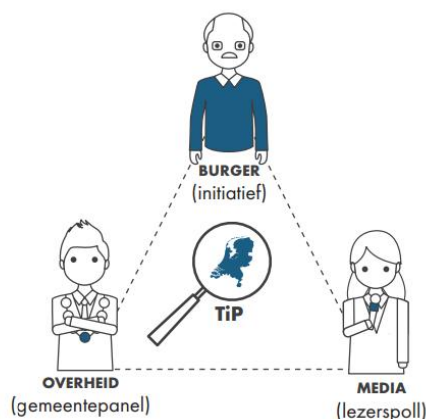 BURGER
(initiatief)
TiP
OVERHEID
(gemeentepanel)
MEDIA
(lezerspoll)